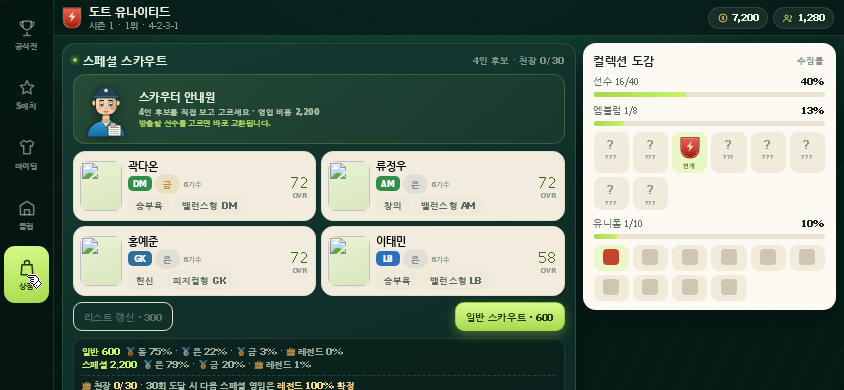 도트 유나이티드
시즌 1 · 1위 · 4-2-3-1
7,200
1,280
공식전
S매치
마이팀
클럽
상점
스페셜 스카우트
4인 후보 · 천장 0/30
스카우터 안내원
4인 후보를 직접 보고 고르세요 · 영입 비용 2,200
방출할 선수를 고르면 바로 교환됩니다.
곽다온
DM 금 6기수
승부욕 밸런스형 DM
72
OVR
류정우
AM 은 6기수
창의 밸런스형 AM
72
OVR
홍예준
GK 은 6기수
헌신 피지컬형 GK
72
OVR
이태민
LB 은 6기수
승부욕 밸런스형 LB
58
OVR
리스트 갱신 · 300
일반 스카우트 · 600
일반 600 동 75% · 은 22% · 금 3% · 레전드 0%
스페셜 2,200 은 79% · 금 20% · 레전드 1%
천장 0/30 · 30회 도달 시 다음 스페셜 영입은 레전드 100% 확정
컬렉션 도감
수집률
선수 16/40
40%
엠블럼 1/8
13%
? ? ? ? ?
??? ??? 번개 ??? ??? ???
? ?
??? ???
유니폼 1/10
10%